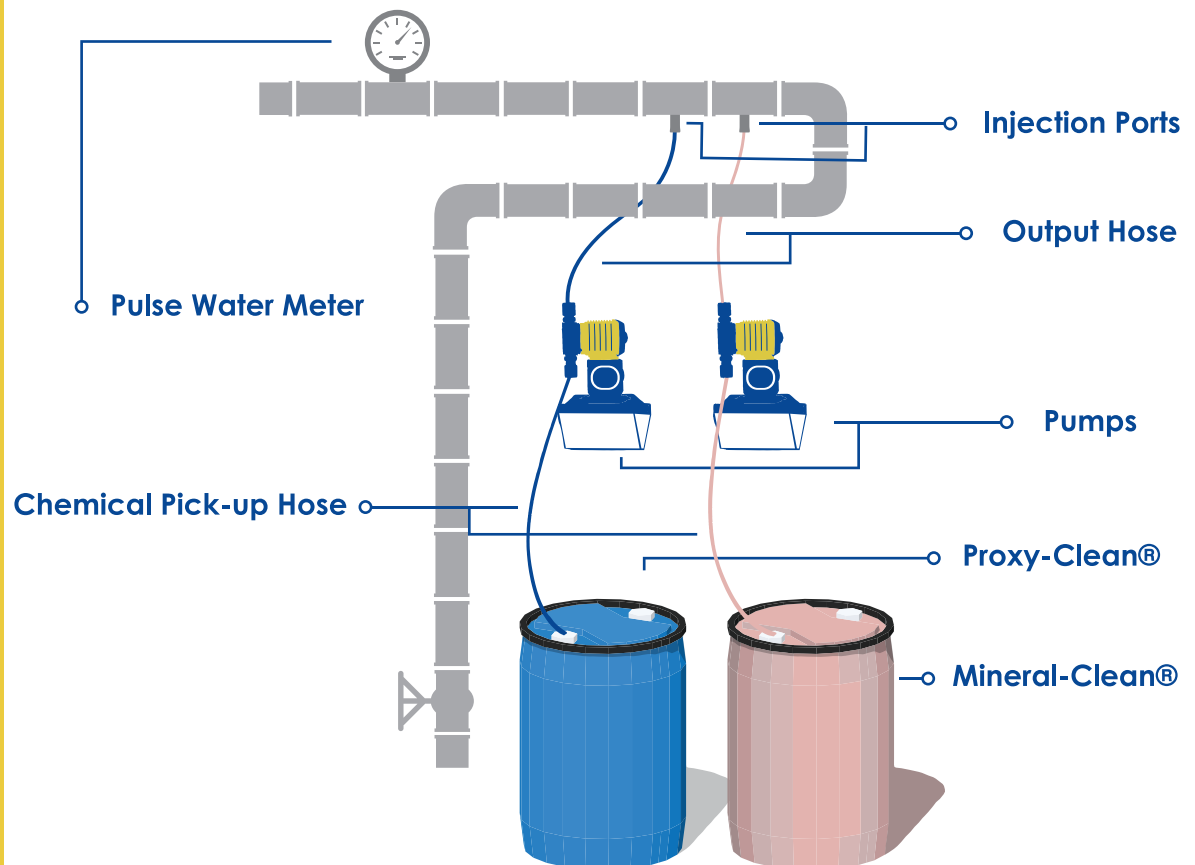 Injection Ports
Output Hose
Pulse Water Meter
Pumps
Chemical Pick-up Hose
Proxy-Clean®
Mineral-Clean®